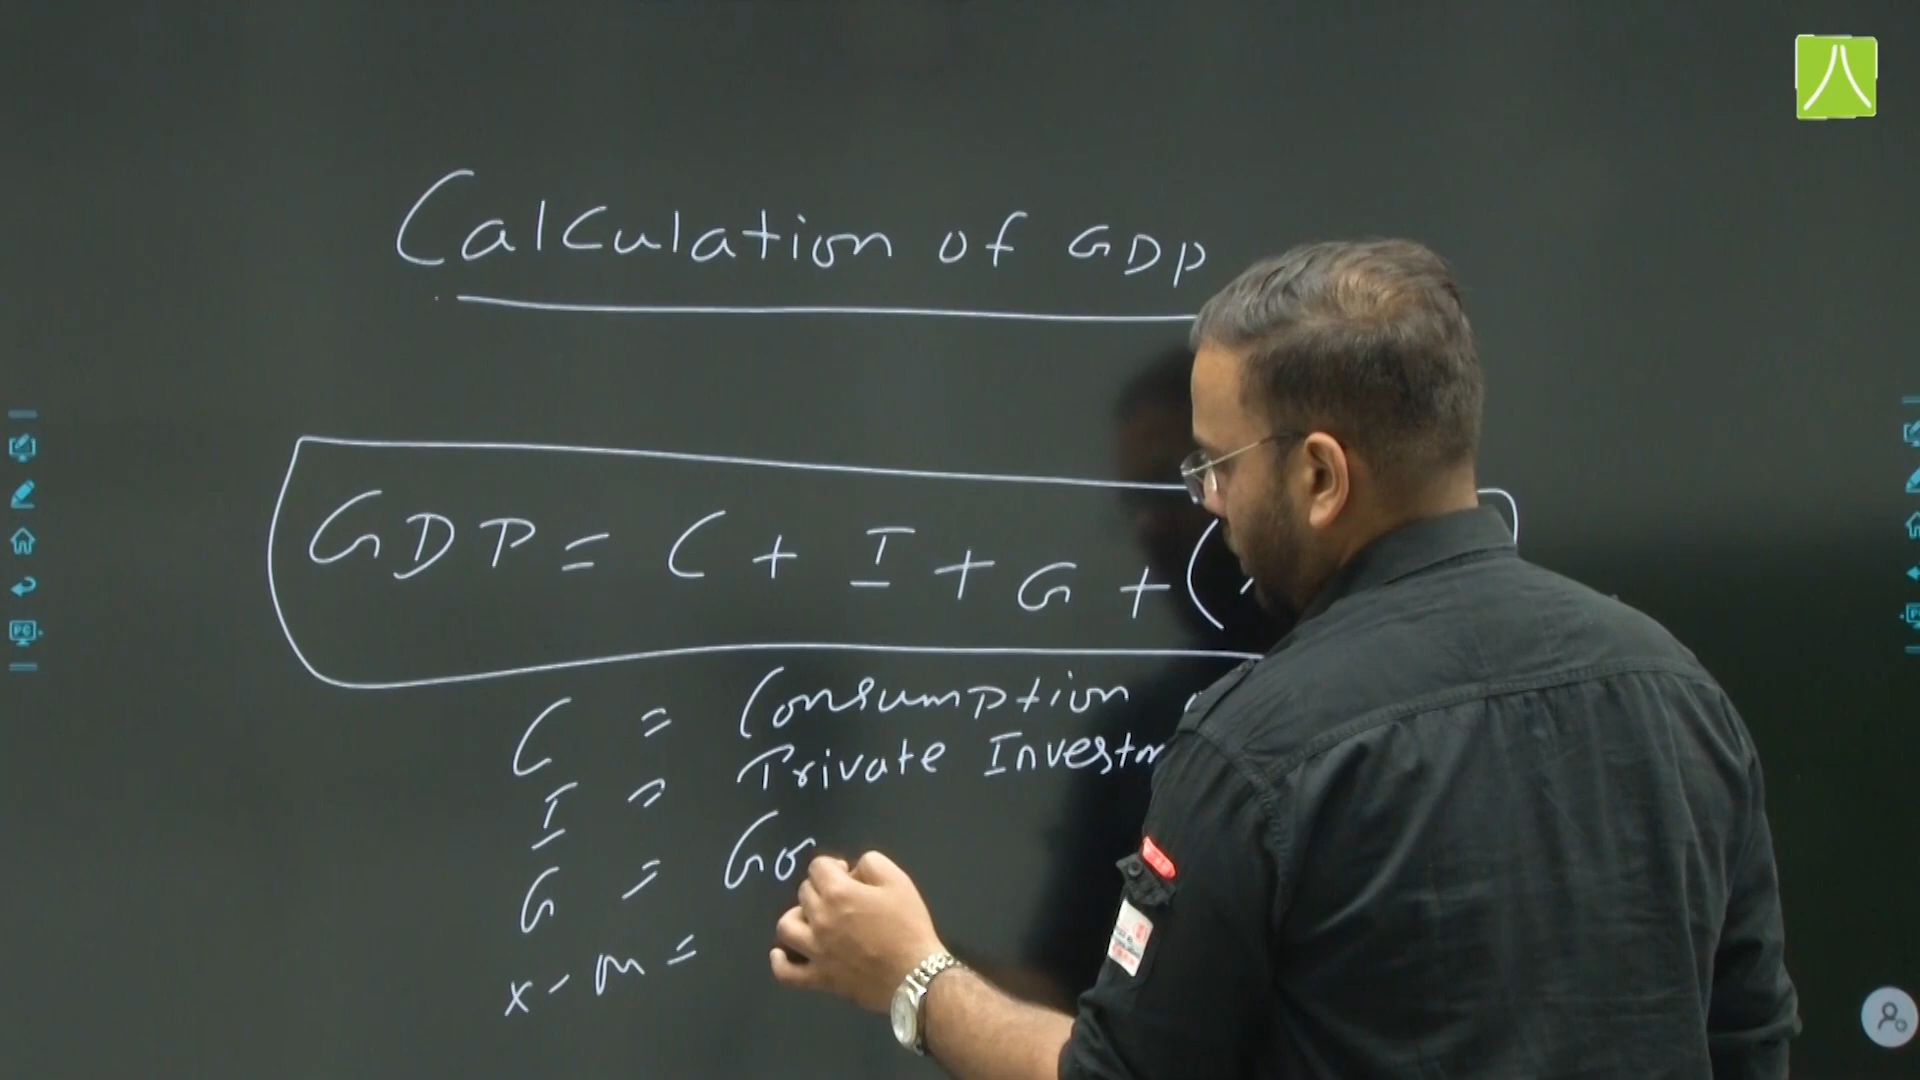 Calculation of GDP
GDP = C + I + G + (
C = Consumption
I = Private Investm
G = Go
x - m =